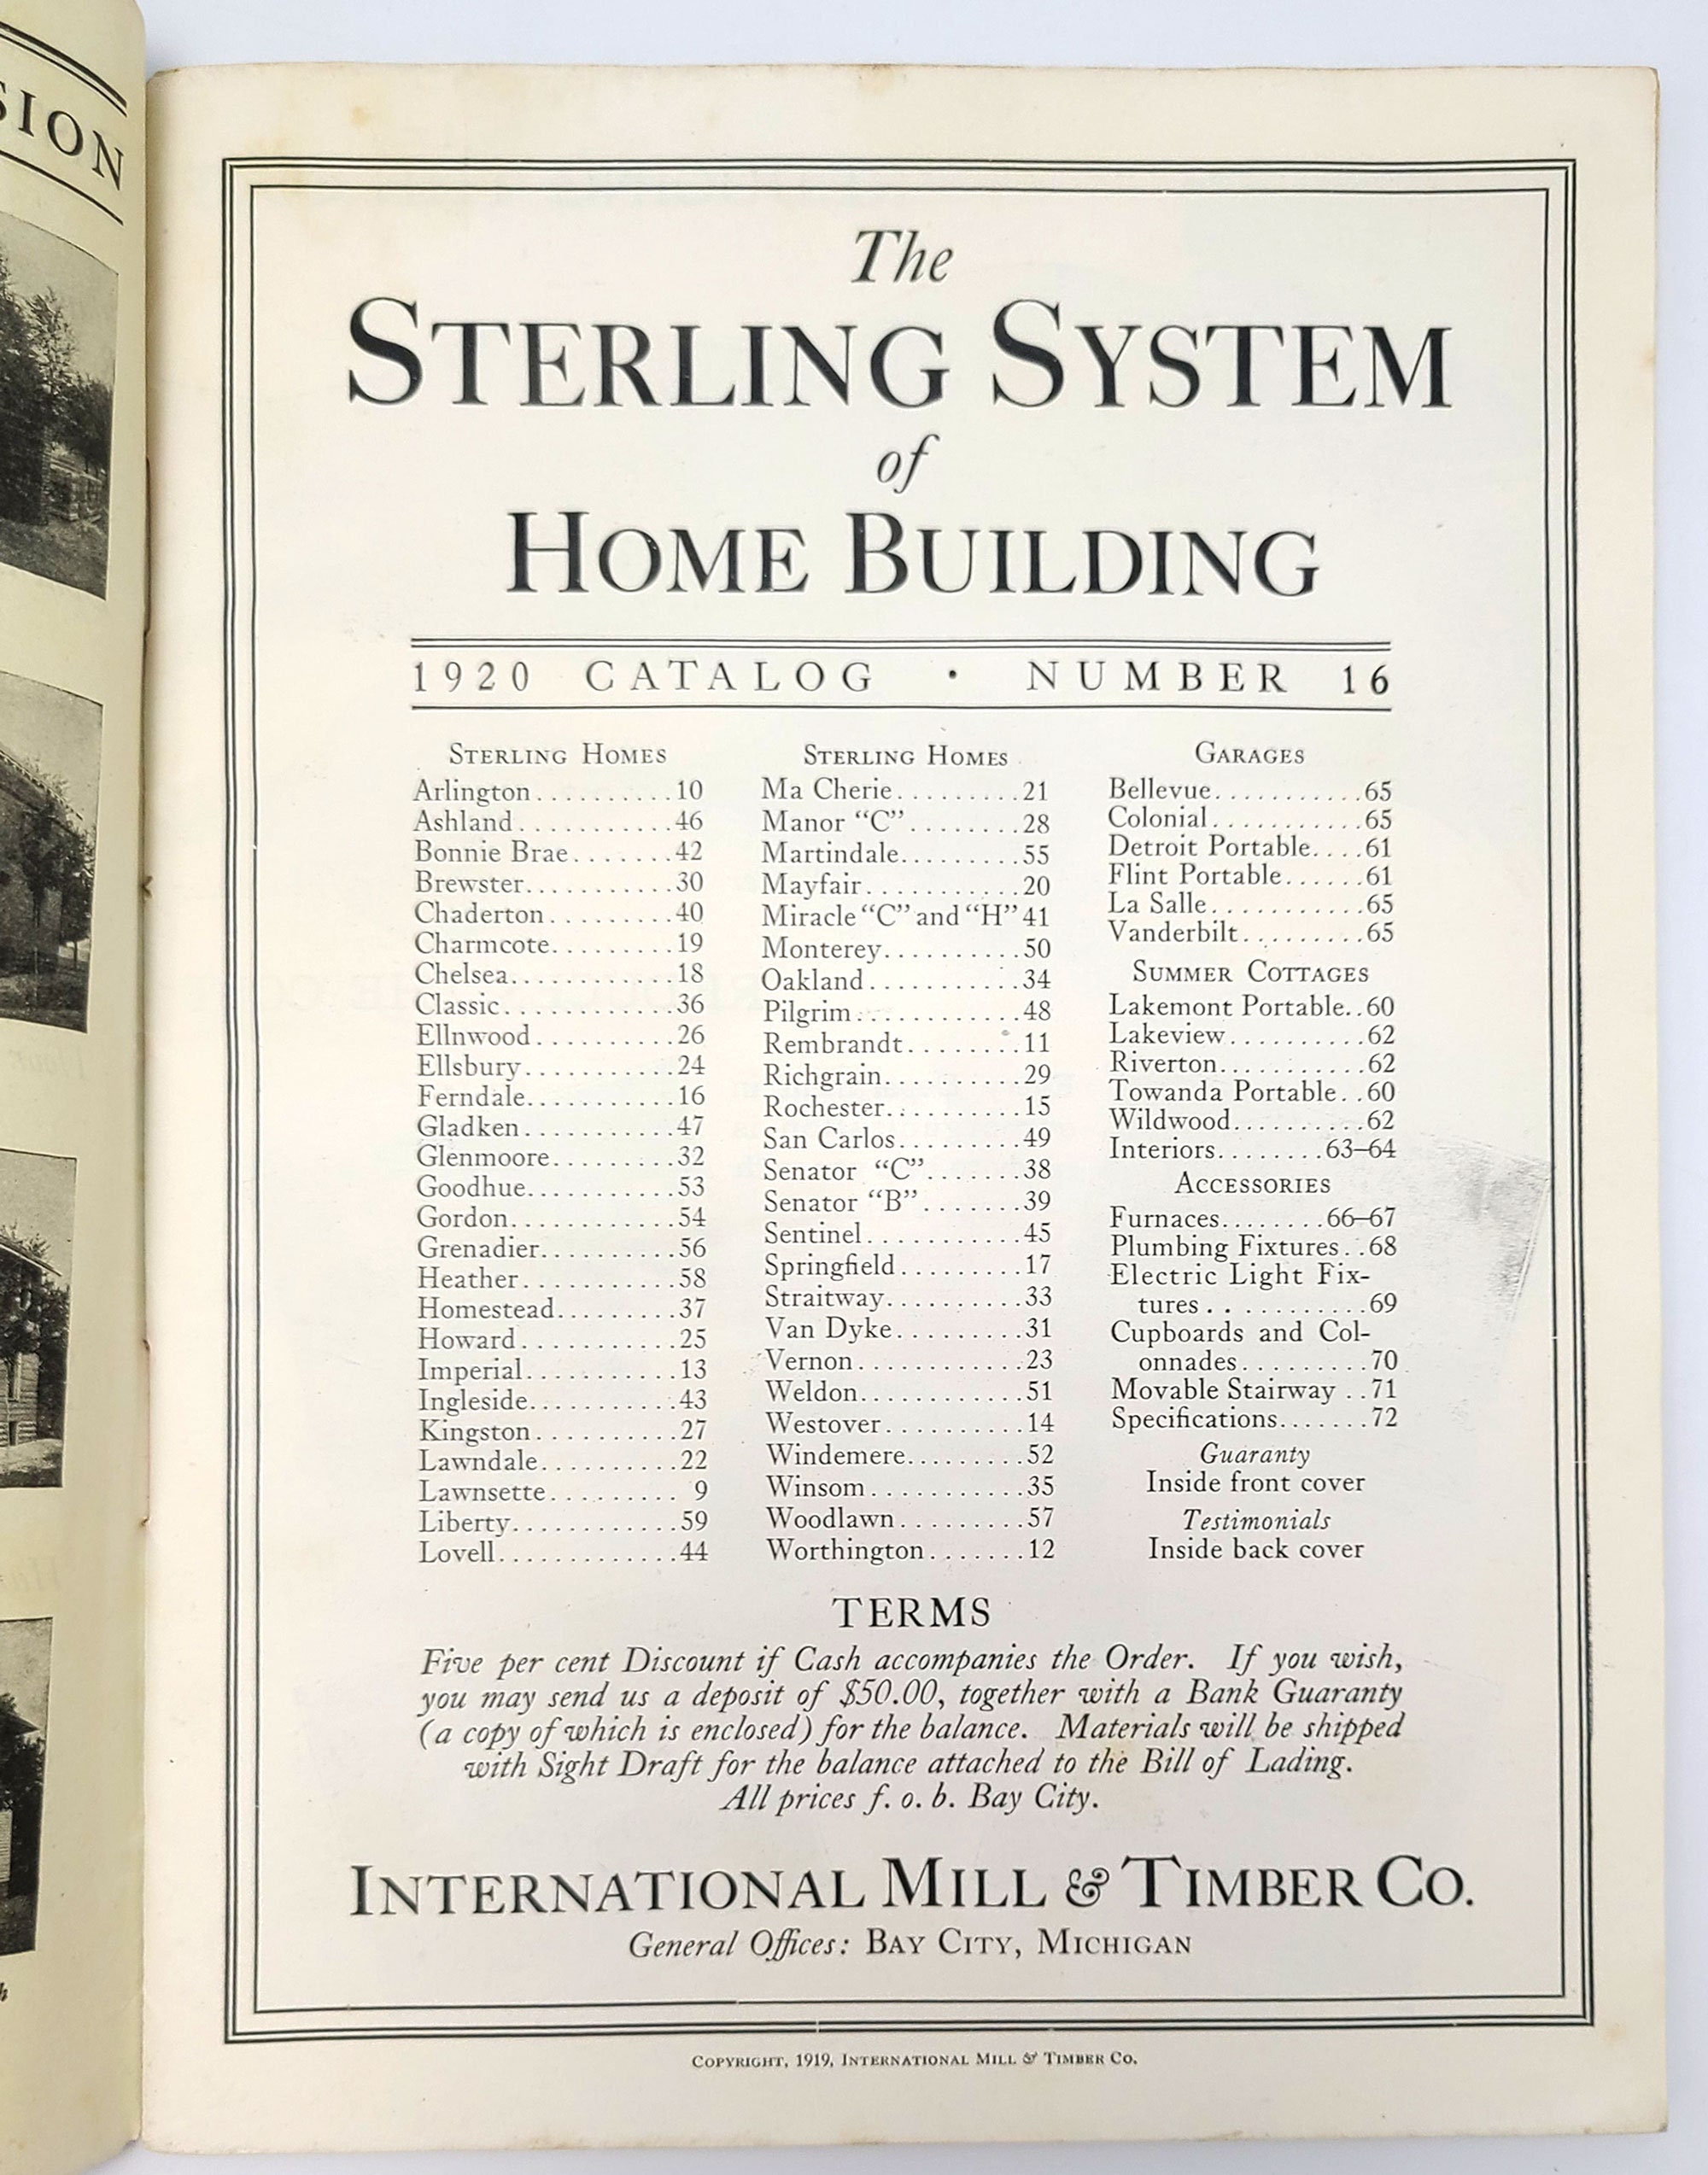 SION
The
STERLING SYSTEM
of
HOME BUILDING
1920 CATALOG • NUMBER 16
STERLING HOMES
Arlington..........10
Ashland............46
Bonnie Brae.......42
Brewster...........30
Chaderton.........40
Charmcote.........19
Chelsea............18
Classic.............36
Ellnwood..........26
Ellsbury...........24
Ferndale...........16
Gladken...........47
Glenmoore.........32
Goodhue...........53
Gordon............54
Grenadier..........56
Heather...........58
Homestead.........37
Howard............25
Imperial...........13
Ingleside...........43
Kingston..........27
Lawndale..........22
Lawnsette......... 9
Liberty............59
Lovell.............44
STERLING HOMES
Ma Cherie.........21
Manor “C”........28
Martindale.........55
Mayfair............20
Miracle “C” and “H” 41
Monterey..........50
Oakland...........34
Pilgrim............48
Rembrandt........11
Richgrain..........29
Rochester..........15
San Carlos.........49
Senator “C”.......38
Senator “B”.......39
Sentinel............45
Springfield.........17
Straitway..........33
Van Dyke.........31
Vernon............23
Weldon............51
Westover..........14
Windemere.........52
Winsom...........35
Woodlawn.........57
Worthington.......12
GARAGES
Bellevue...........65
Colonial...........65
Detroit Portable....61
Flint Portable......61
La Salle...........65
Vanderbilt.........65
SUMMER COTTAGES
Lakemont Portable..60
Lakeview..........62
Riverton...........62
Towanda Portable..60
Wildwood..........62
Interiors........63–64
ACCESSORIES
Furnaces........66–67
Plumbing Fixtures..68
Electric Light Fix-
tures............69
Cupboards and Col-
onnades.........70
Movable Stairway ..71
Specifications.......72
Guaranty
Inside front cover
Testimonials
Inside back cover
TERMS
Five per cent Discount if Cash accompanies the Order. If you wish,
you may send us a deposit of $50.00, together with a Bank Guaranty
(a copy of which is enclosed) for the balance. Materials will be shipped
with Sight Draft for the balance attached to the Bill of Lading.
All prices f. o. b. Bay City.
INTERNATIONAL MILL & TIMBER CO.
General Offices: BAY CITY, MICHIGAN
COPYRIGHT, 1919, INTERNATIONAL MILL & TIMBER CO.